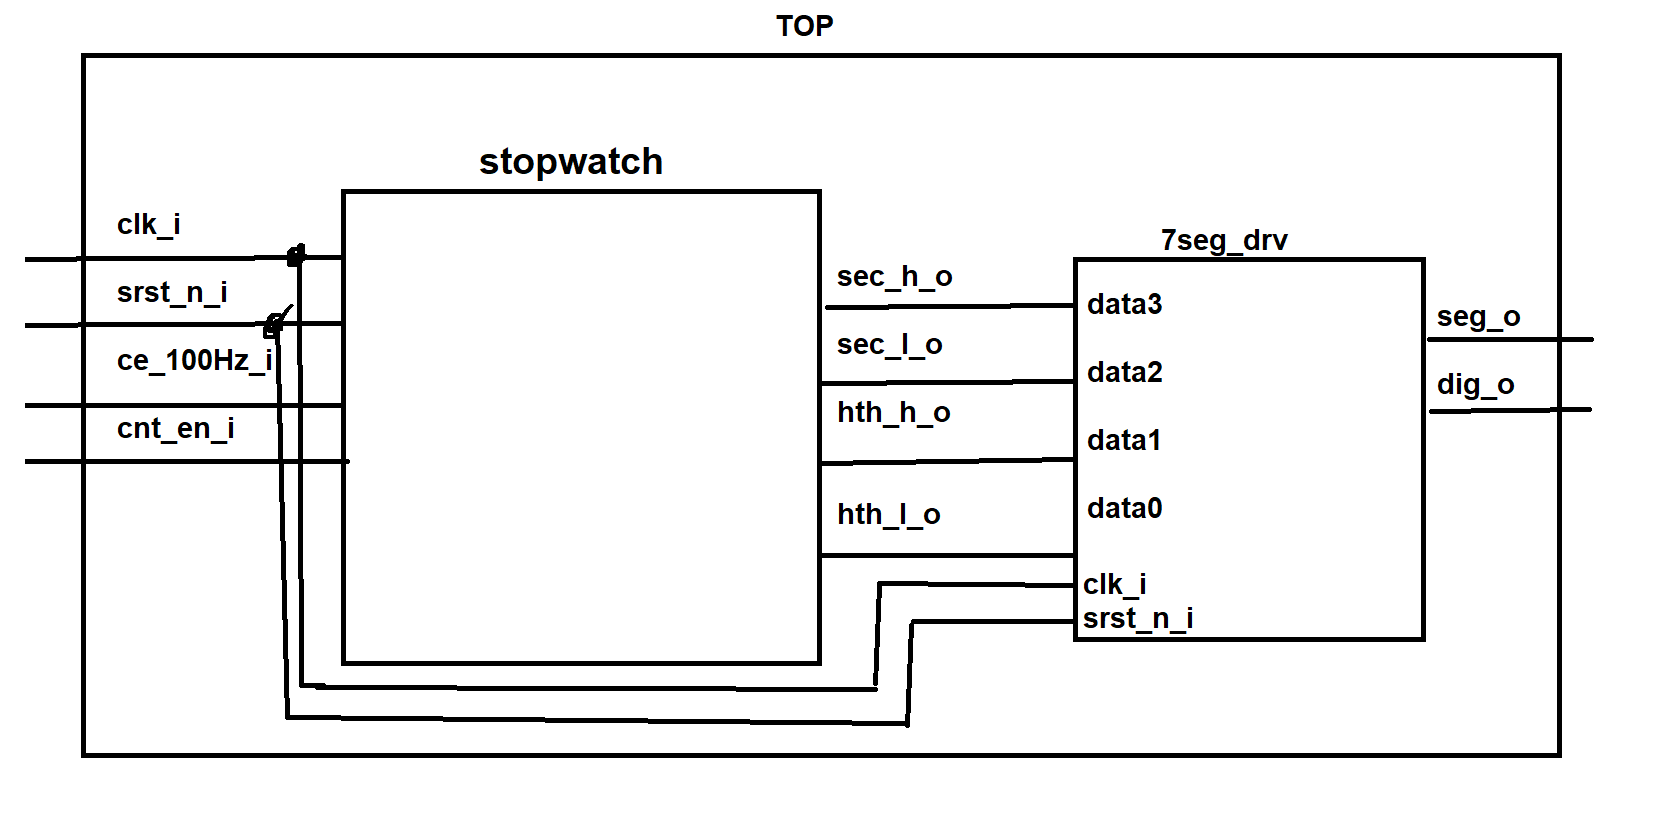 TOP
stopwatch
clk_i
srst_n_i
ce_100Hz_i
cnt_en_i
sec_h_o
sec_l_o
hth_h_o
hth_l_o
7seg_drv
data3
data2
data1
data0
clk_i
srst_n_i
seg_o
dig_o